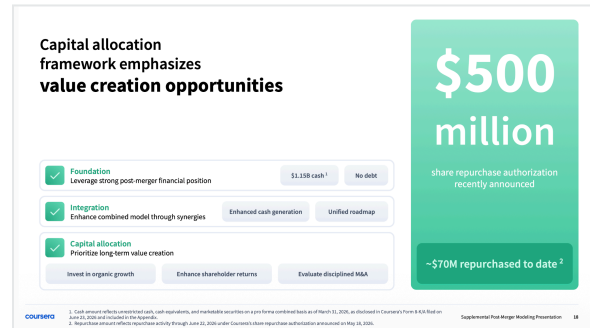 Capital allocation
framework emphasizes
value creation opportunities
$500
million
share repurchase authorization
recently announced
~$70M repurchased to date 2
Foundation
Leverage strong post-merger financial position
$1.15B cash 1
No debt
Integration
Enhance combined model through synergies
Enhanced cash generation
Unified roadmap
Capital allocation
Prioritize long-term value creation
Invest in organic growth
Enhance shareholder returns
Evaluate disciplined M&A
coursera
1. Cash amount reflects unrestricted cash, cash equivalents, and marketable securities on a pro forma combined basis as of March 31, 2026, as disclosed in Coursera's Form 8-K/A filed on
June 23, 2026 and included in the Appendix.
2. Repurchase amount reflects repurchase activity through June 23, 2026 under Coursera's share repurchase authorization announced on May 18, 2026.
Supplemental Post-Merger Modeling Presentation 18